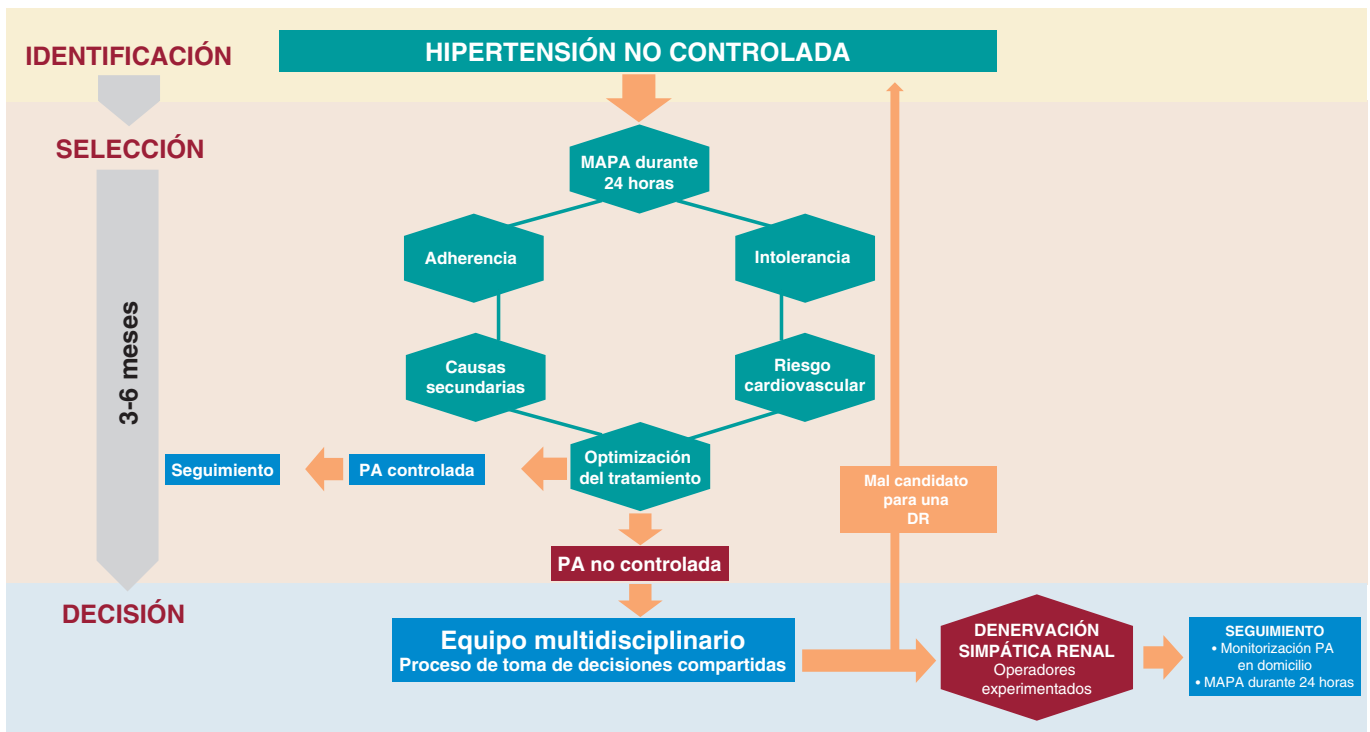 IDENTIFICACIÓN
HIPERTENSIÓN NO CONTROLADA
SELECCIÓN
MAPA durante
24 horas
Adherencia
Intolerancia
3-6 meses
Causas
secundarias
Riesgo
cardiovascular
Optimización
del tratamiento
PA controlada
Seguimiento
Mal candidato
para una
DR
PA no controlada
DECISIÓN
Equipo multidisciplinario
Proceso de toma de decisiones compartidas
DENERVACIÓN
SIMPÁTICA RENAL
Operadores
experimentados
SEGUIMIENTO
• Monitorización PA
en domicilio
• MAPA durante 24 horas